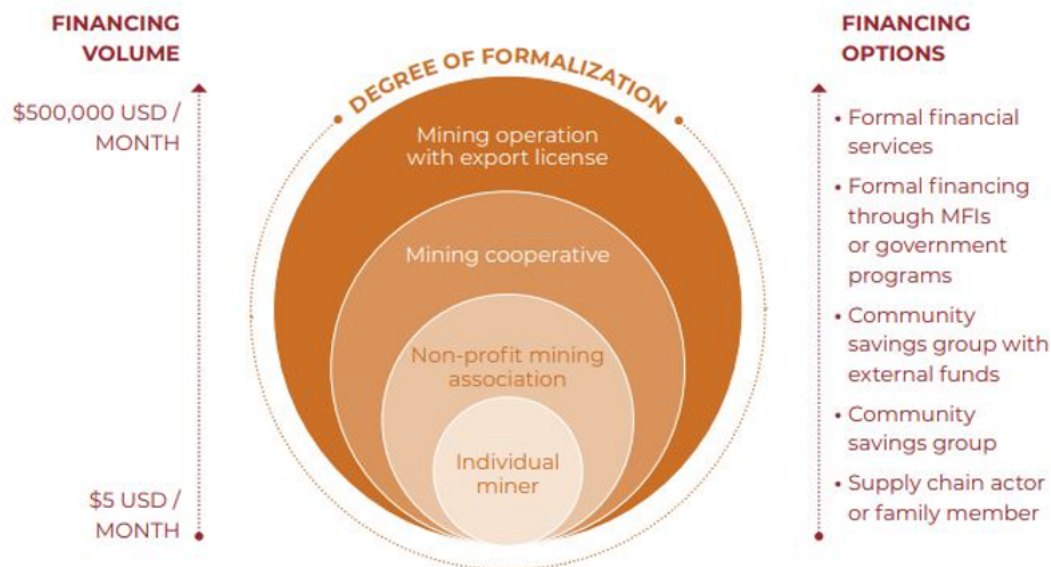 FINANCING
VOLUME
$500,000 USD /
MONTH
$5 USD /
MONTH
DEGREE OF FORMALIZATION
Mining operation
with export license
Mining cooperative
Non-profit mining
association
Individual
miner
FINANCING
OPTIONS
• Formal financial
services
• Formal financing
through MFIs
or government
programs
• Community
savings group with
external funds
• Community
savings group
• Supply chain actor
or family member